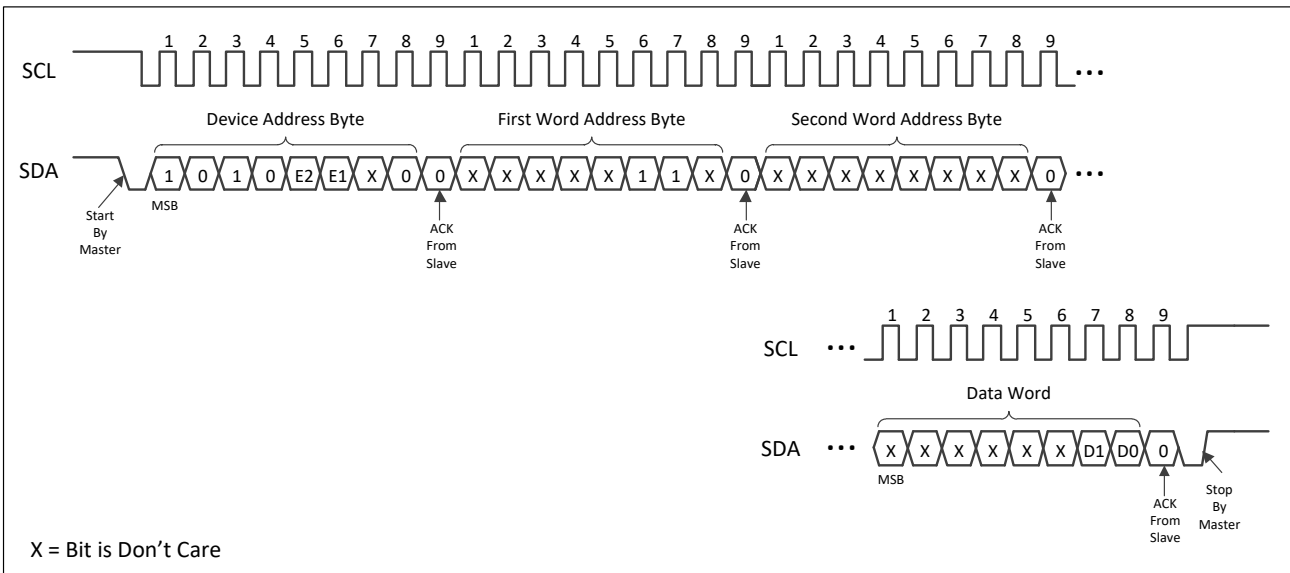 1 2 3 4 5 6 7 8 9 1 2 3 4 5 6 7 8 9 1 2 3 4 5 6 7 8 9
SCL •••
Device Address Byte First Word Address Byte Second Word Address Byte
SDA 1 0 1 0 E2 E1 X 0 0 X X X X X 1 1 X 0 X X X X X X X X 0 •••
MSB
Start
By
Master
ACK
From
Slave
ACK
From
Slave
ACK
From
Slave
1 2 3 4 5 6 7 8 9
SCL •••
Data Word
SDA ••• X X X X X X D1 D0 0
MSB
ACK
From
Slave
Stop
By
Master
X = Bit is Don’t Care